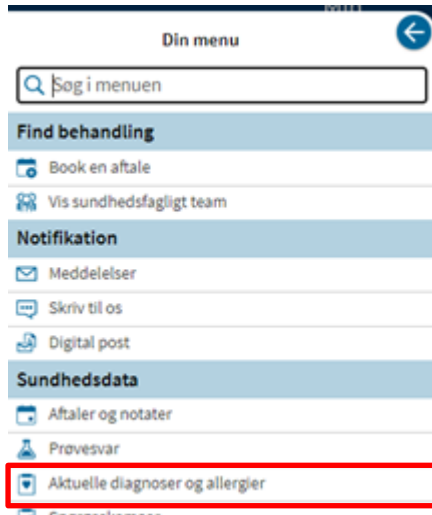 Din menu
Søg i menuen
Find behandling
Book en aftale
Vis sundhedsfagligt team
Notifikation
Meddelelser
Skriv til os
Digital post
Sundhedsdata
Aftaler og notater
Prøvesvar
Aktuelle diagnoser og allergier